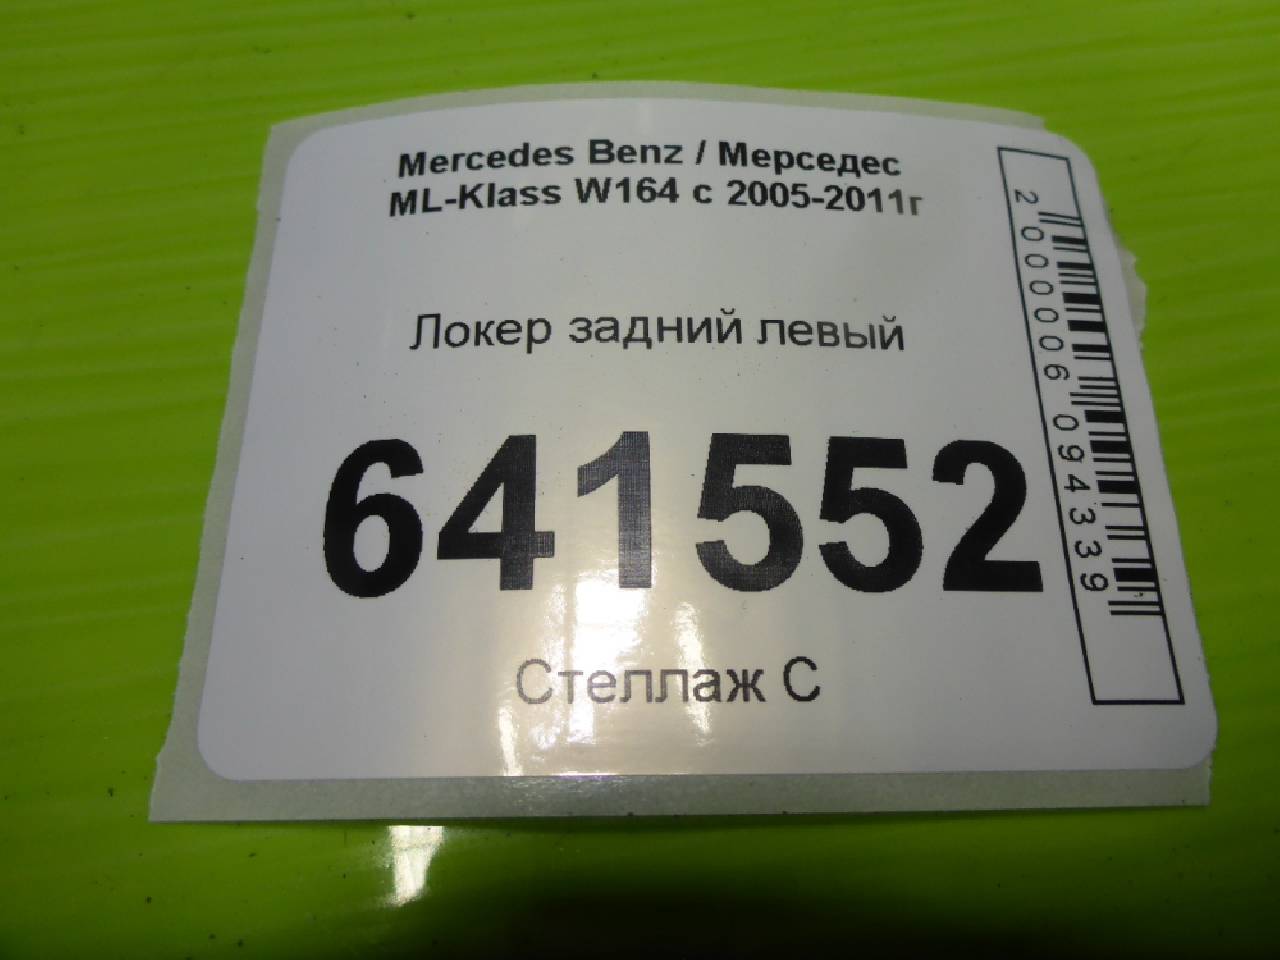 Mercedes Benz / Мерседес
ML-Klass W164 с 2005-2011г
Локер задний левый
641552
Стеллаж С
2000006094339